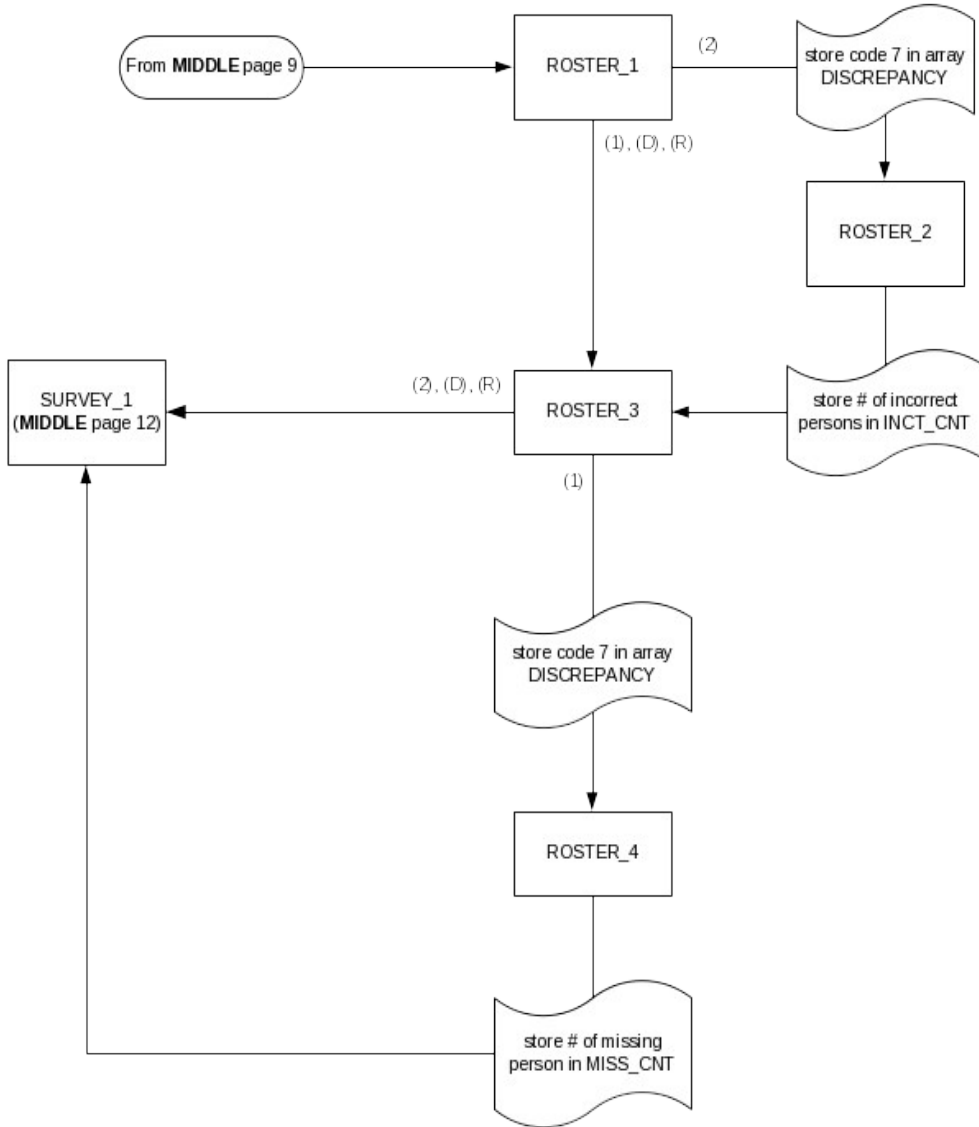 From MIDDLE page 9
ROSTER_1
(2)
store code 7 in array
DISCREPANCY
(1), (D), (R)
ROSTER_2
SURVEY_1
(MIDDLE page 12)
(2), (D), (R)
ROSTER_3
store # of incorrect
persons in INCT_CNT
(1)
store code 7 in array
DISCREPANCY
ROSTER_4
store # of missing
person in MISS_CNT